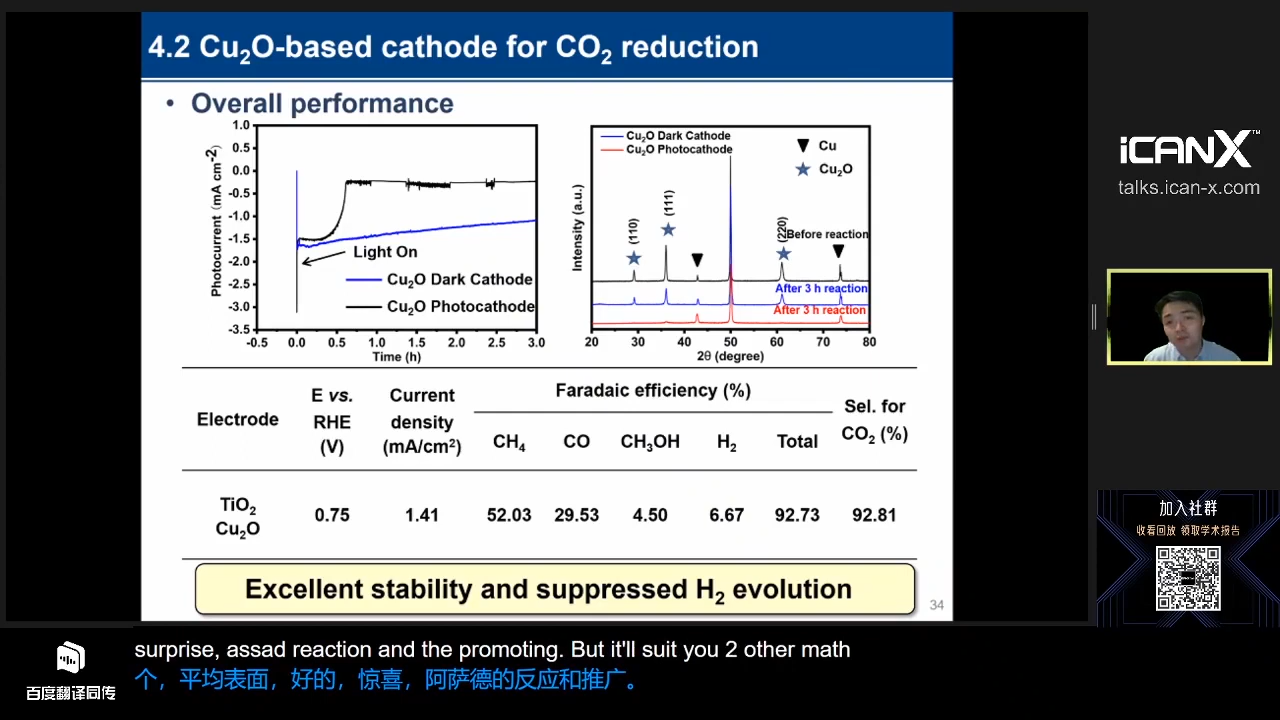 4.2 Cu₂O-based cathode for CO₂ reduction
• Overall performance
1.0
0.5
0.0
-0.5
-1.0
-1.5
-2.0
-2.5
-3.0
-3.5
Photocurrent (mA cm⁻²)
Light On
Cu₂O Dark Cathode
Cu₂O Photocathode
-0.5 0.0 0.5 1.0 1.5 2.0 2.5 3.0
Time (h)
Cu₂O Dark Cathode
Cu₂O Photocathode
Cu
Cu₂O
Intensity (a.u.)
(110)
(111)
(220)
Before reaction
After 3 h reaction
After 3 h reaction
20 30 40 50 60 70 80
2θ (degree)
Electrode
E vs. RHE (V)
Current density (mA/cm²)
Faradaic efficiency (%)
CH₄ CO CH₃OH H₂ Total
Sel. for CO₂ (%)
TiO₂ Cu₂O 0.75 1.41 52.03 29.53 4.50 6.67 92.73 92.81
Excellent stability and suppressed H₂ evolution
34
iCANX™
talks.ican-x.com
加入社群
收看回放 领取学术报告
百度翻译同传
surprise, assad reaction and the promoting. But it'll suit you 2 other math
个，平均表面，好的，惊喜，阿萨德的反应和推广。